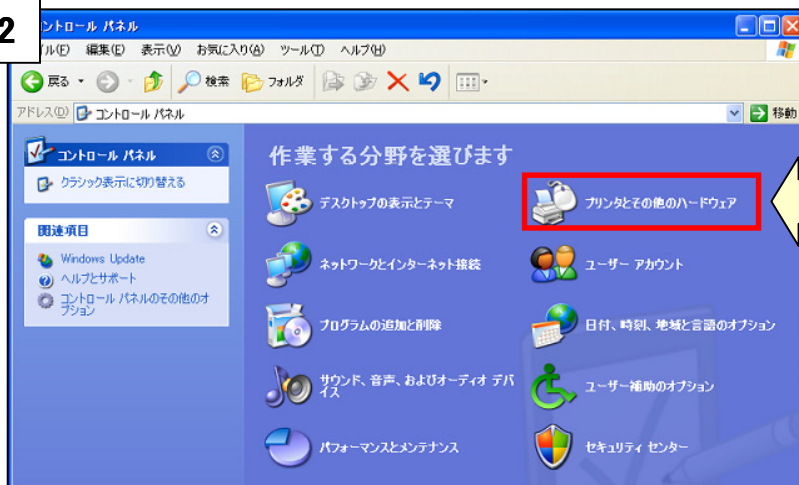 2
コントロール パネル
イル(F) 編集(E) 表示(V) お気に入り(A) ツール(T) ヘルプ(H)
戻る 検索 フォルダ
アドレス(D) コントロール パネル 移動
コントロール パネル
クラシック表示に切り替える
関連項目
Windows Update
ヘルプとサポート
コントロール パネルのその他のオ
プション
作業する分野を選びます
デスクトップの表示とテーマ
プリンタとその他のハードウェア
ネットワークとインターネット接続
ユーザー アカウント
プログラムの追加と削除
日付、時刻、地域と言語のオプション
サウンド、音声、およびオーディオ デバ
イス
ユーザー補助のオプション
パフォーマンスとメンテナンス
セキュリティ センター